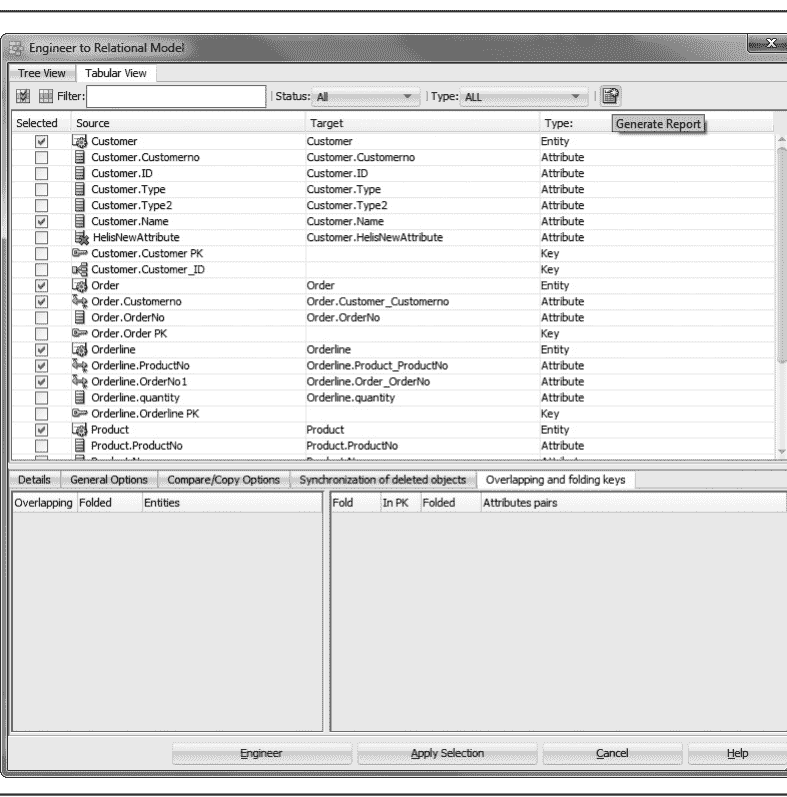 Engineer to Relational Model
Tree View Tabular View
Filter: Status: All Type: ALL
Selected Source Target Type: Generate Report
Customer Customer Entity
Customer.Customerno Customer.Customerno Attribute
Customer.ID Customer.ID Attribute
Customer.Type Customer.Type Attribute
Customer.Type2 Customer.Type2 Attribute
Customer.Name Customer.Name Attribute
HelisNewAttribute Customer.HelisNewAttribute Attribute
Customer.Customer PK Key
Customer.Customer_ID Key
Order Order Entity
Order.Customerno Order.Customer_Customerno Attribute
Order.OrderNo Order.OrderNo Attribute
Order.Order PK Key
Orderline Orderline Entity
Orderline.ProductNo Orderline.Product_ProductNo Attribute
Orderline.OrderNo1 Orderline.Order_OrderNo Attribute
Orderline.quantity Orderline.quantity Attribute
Orderline.Orderline PK Key
Product Product Entity
Product.ProductNo Product.ProductNo Attribute
Details General Options Compare/Copy Options Synchronization of deleted objects Overlapping and folding keys
Overlapping Folded Entities Fold In PK Folded Attributes pairs
Engineer Apply Selection Cancel Help